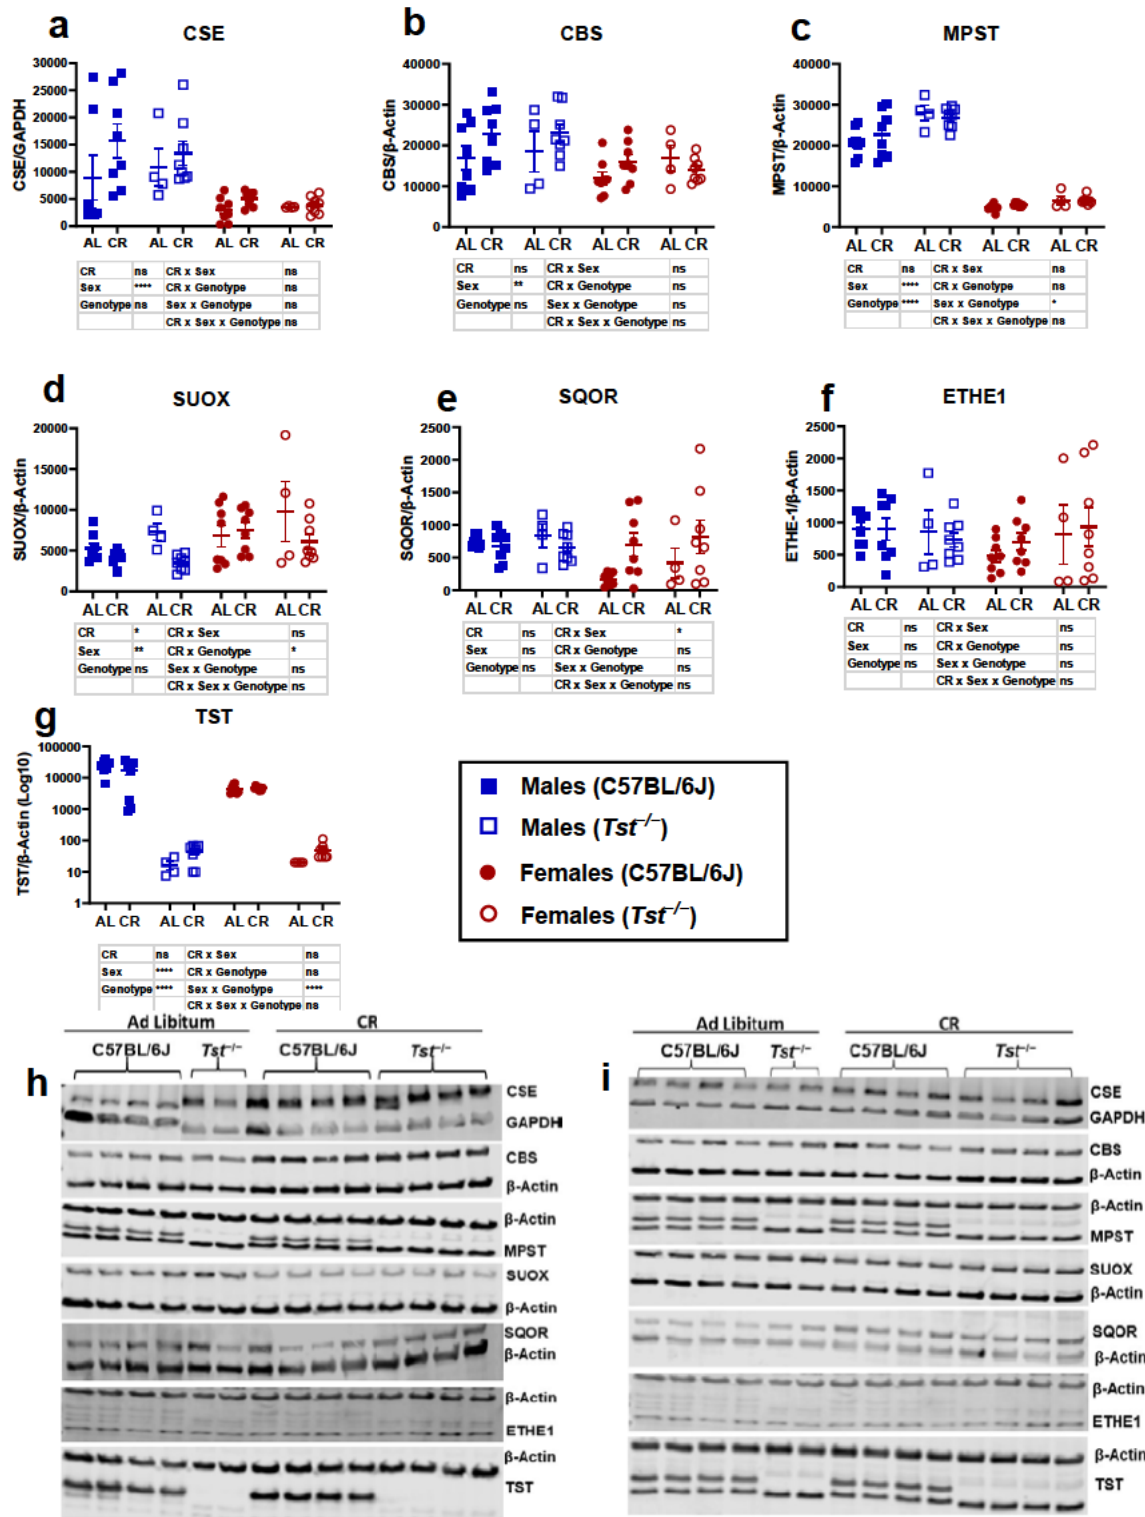 a
CSE
CSE/GAPDH
30000
25000
20000
15000
10000
5000
0
AL CR AL CR AL CR AL CR
CR ns CR x Sex ns
Sex **** CR x Genotype ns
Genotype ns Sex x Genotype ns
CR x Sex x Genotype ns
b
CBS
CBS/β-Actin
40000
30000
20000
10000
0
AL CR AL CR AL CR AL CR
CR ns CR x Sex ns
Sex ** CR x Genotype ns
Genotype ns Sex x Genotype ns
CR x Sex x Genotype ns
c
MPST
MPST/β-Actin
40000
30000
20000
10000
0
AL CR AL CR AL CR AL CR
CR ns CR x Sex ns
Sex **** CR x Genotype ns
Genotype **** Sex x Genotype *
CR x Sex x Genotype ns
d
SUOX
SUOX/β-Actin
20000
15000
10000
5000
0
AL CR AL CR AL CR AL CR
CR * CR x Sex ns
Sex ** CR x Genotype *
Genotype ns Sex x Genotype ns
CR x Sex x Genotype ns
e
SQOR
SQOR/β-Actin
2500
2000
1500
1000
500
0
AL CR AL CR AL CR AL CR
CR ns CR x Sex *
Sex ns CR x Genotype ns
Genotype ns Sex x Genotype ns
CR x Sex x Genotype ns
f
ETHE1
ETHE-1/β-Actin
2500
2000
1500
1000
500
0
AL CR AL CR AL CR AL CR
CR ns CR x Sex ns
Sex ns CR x Genotype ns
Genotype ns Sex x Genotype ns
CR x Sex x Genotype ns
g
TST
TST/β-Actin (Log10)
100000
10000
1000
100
10
1
AL CR AL CR AL CR AL CR
CR ns CR x Sex ns
Sex **** CR x Genotype ns
Genotype **** Sex x Genotype ****
CR x Sex x Genotype ns
Males (C57BL/6J)
Males (Tst–/–)
Females (C57BL/6J)
Females (Tst–/–)
h
Ad Libitum CR
C57BL/6J Tst–/– C57BL/6J Tst–/–
CSE
GAPDH
CBS
β-Actin
β-Actin
MPST
SUOX
β-Actin
SQOR
β-Actin
β-Actin
ETHE1
β-Actin
TST
i
Ad Libitum CR
C57BL/6J Tst–/– C57BL/6J Tst–/–
CSE
GAPDH
CBS
β-Actin
β-Actin
MPST
SUOX
β-Actin
SQOR
β-Actin
β-Actin
ETHE1
β-Actin
TST